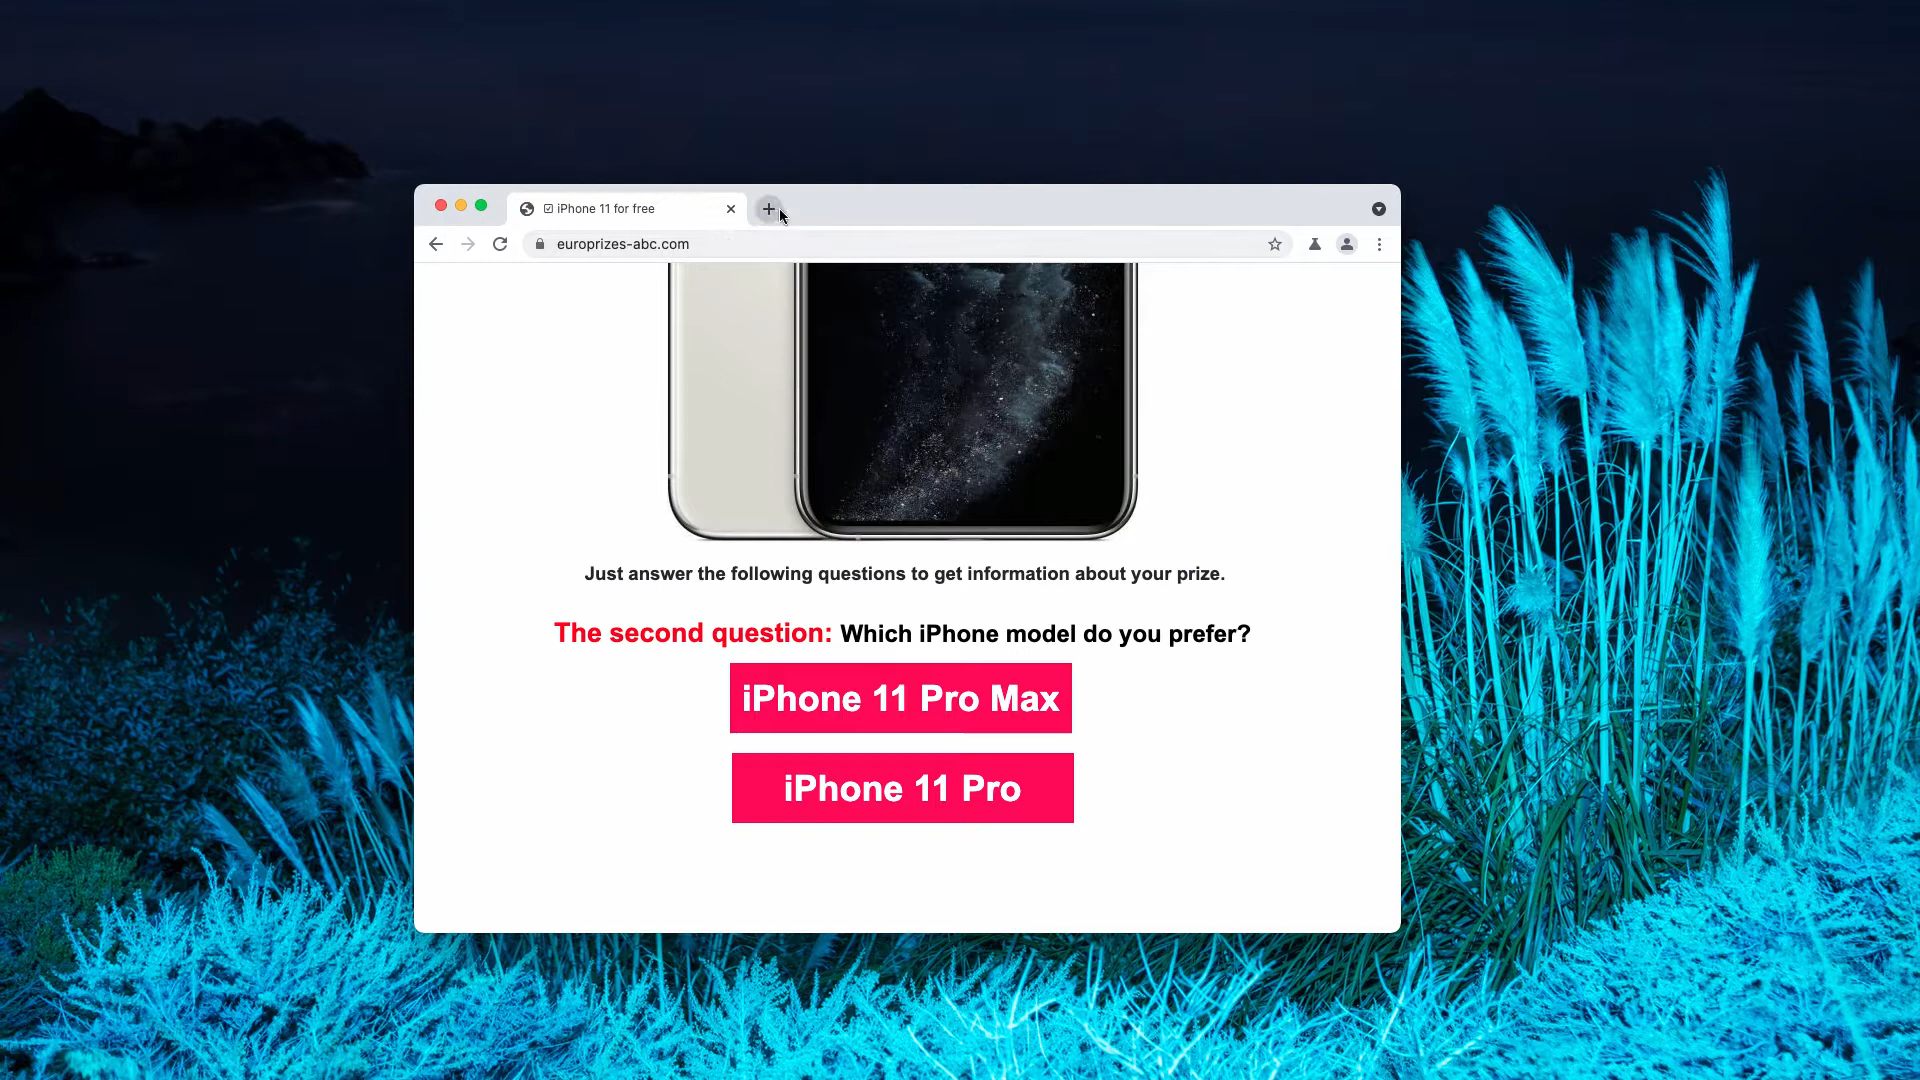 ☑ iPhone 11 for free
europrizes-abc.com
Just answer the following questions to get information about your prize.
The second question: Which iPhone model do you prefer?
iPhone 11 Pro Max
iPhone 11 Pro